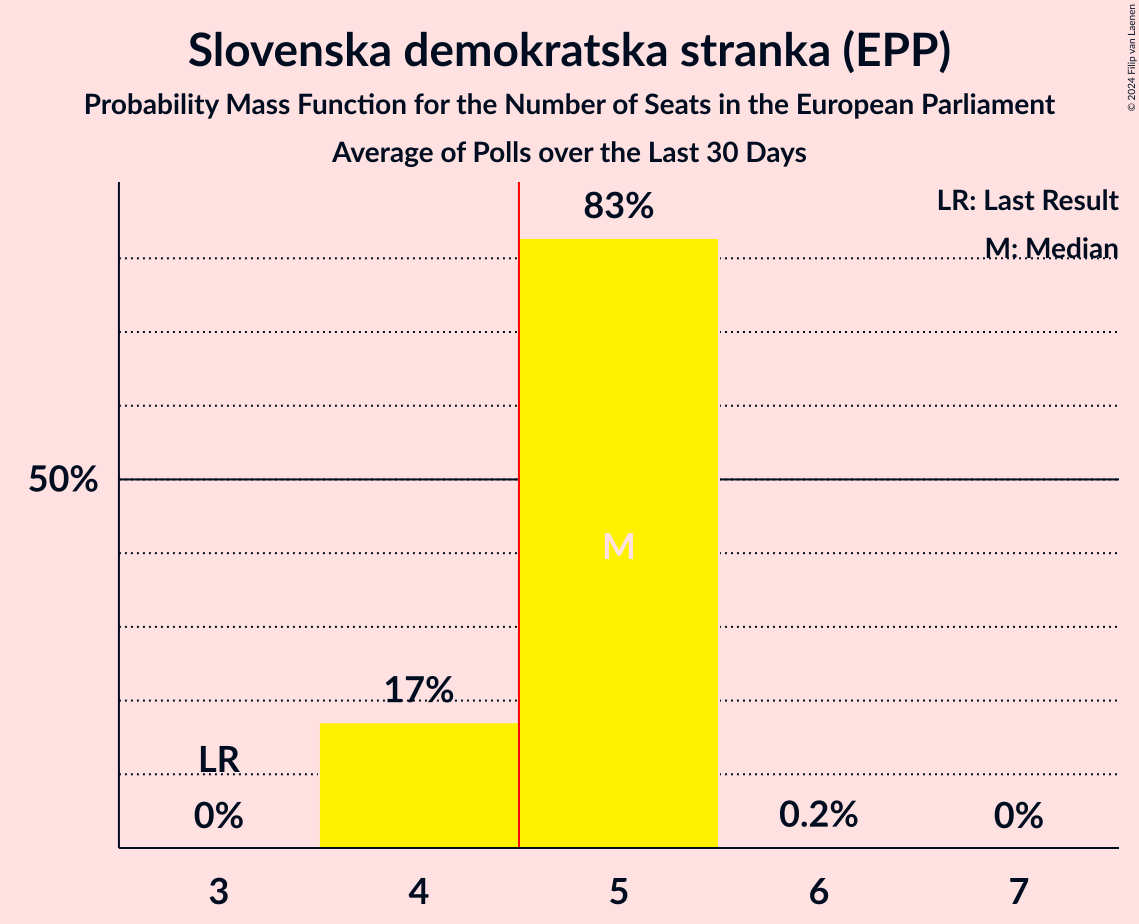 Slovenska demokratska stranka (EPP)
Probability Mass Function for the Number of Seats in the European Parliament
Average of Polls over the Last 30 Days
© 2024 Filip van Laenen
LR: Last Result
M: Median
83%
50%
M
17%
LR
0%
0.2%
0%
3 4 5 6 7